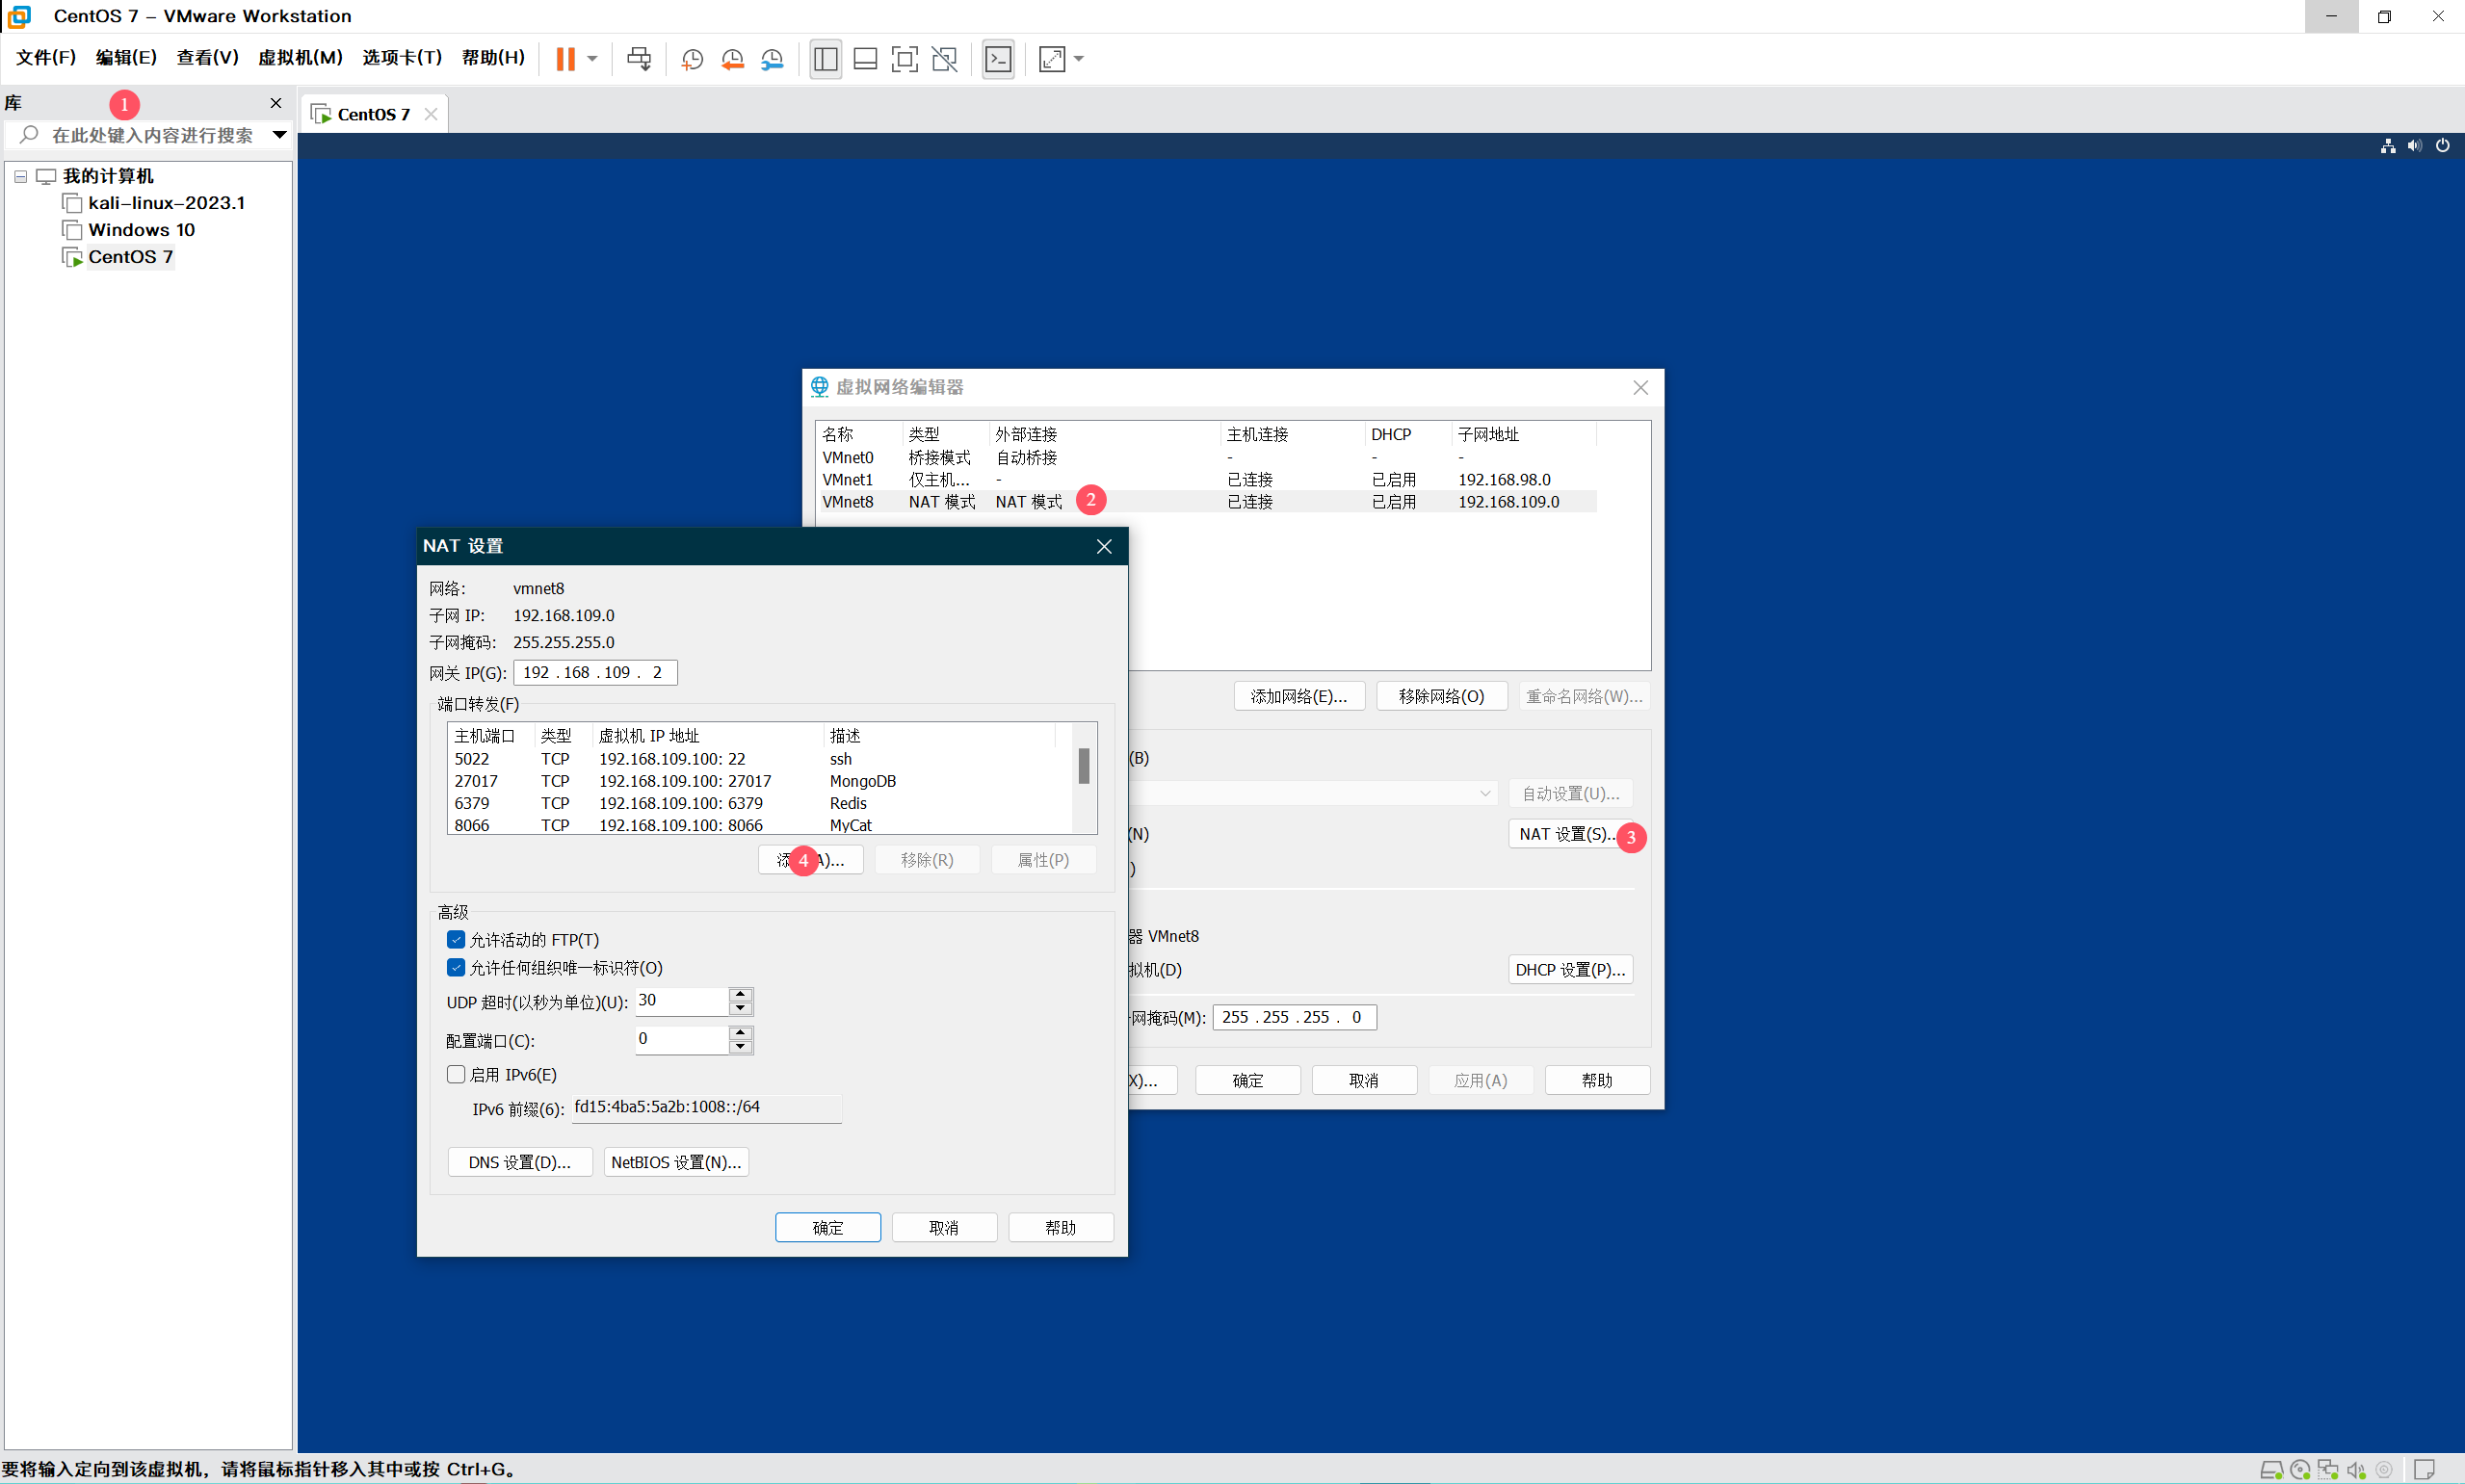 CentOS 7 – VMware Workstation
文件(F) 编辑(E) 查看(V) 虚拟机(M) 选项卡(T) 帮助(H)
库
1
在此处键入内容进行搜索
我的计算机
kali-linux-2023.1
Windows 10
CentOS 7
CentOS 7
虚拟网络编辑器
名称 类型 外部连接 主机连接 DHCP 子网地址
VMnet0 桥接模式 自动桥接 - - -
VMnet1 仅主机... - 已连接 已启用 192.168.98.0
VMnet8 NAT 模式 NAT 模式 2 已连接 已启用 192.168.109.0
添加网络(E)... 移除网络(O) 重命名网络(W)...
(B)
自动设置(U)...
(N)
NAT 设置(S)... 3
)
器 VMnet8
拟机(D)
DHCP 设置(P)...
网掩码(M): 255 . 255 . 255 . 0
X)... 确定 取消 应用(A) 帮助
NAT 设置
网络: vmnet8
子网 IP: 192.168.109.0
子网掩码: 255.255.255.0
网关 IP(G): 192 . 168 . 109 . 2
端口转发(F)
主机端口 类型 虚拟机 IP 地址 描述
5022 TCP 192.168.109.100: 22 ssh
27017 TCP 192.168.109.100: 27017 MongoDB
6379 TCP 192.168.109.100: 6379 Redis
8066 TCP 192.168.109.100: 8066 MyCat
添 4 A)... 移除(R) 属性(P)
高级
允许活动的 FTP(T)
允许任何组织唯一标识符(O)
UDP 超时(以秒为单位)(U): 30
配置端口(C): 0
启用 IPv6(E)
IPv6 前缀(6): fd15:4ba5:5a2b:1008::/64
DNS 设置(D)... NetBIOS 设置(N)...
确定 取消 帮助
要将输入定向到该虚拟机，请将鼠标指针移入其中或按 Ctrl+G。